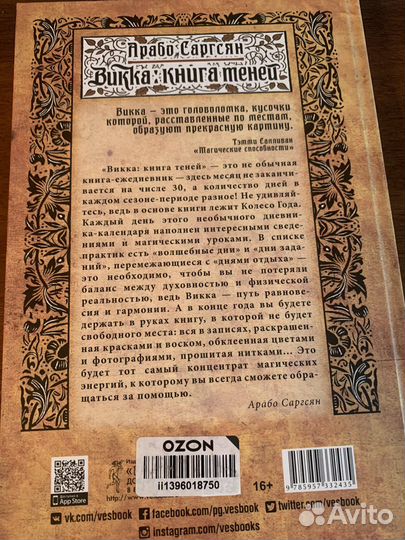 Арабо Саргсян
Викка: книга теней
Викка – это головоломка, кусочки
которой, расставленные по местам,
образуют прекрасную картину.
Тэмми Салливан
«Магические способности»
«Викка: книга теней» — это не обычная
книга-ежедневник — здесь месяц не заканчи-
вается на числе 30, а количество дней в
каждом сезоне-периоде разное! Не удивляй-
тесь, ведь в основе книги лежит Колесо Года.
Каждый день этого необычного дневни-
ка-календаря наполнен интересными сведе-
ниями и магическими уроками. В списке
практик есть «волшебные дни» и «дни зада-
ний», перемежающиеся с «днями отдыха» —
это необходимо, чтобы вы не потеряли
баланс между духовностью и физической
реальностью, ведь Викка — путь равнове-
сия и гармонии. А в конце года вы будете
держать в руках книгу, в которой не будет
свободного места: вся в записях, раскрашен-
ная красками и воском, обклеенная цветами
и фотографиями, прошитая нитками... Это
будет тот самый концентрат магических
энергий, к которому вы всегда сможете обра-
щаться за помощью.
Арабо Саргсян
OZON
ii1396018750
App Store
16+
9 785957 332435
vk.com/vesbook
facebook.com/pg.vesbook
twitter.com/vesbook
instagram.com/vesbooks
Avito